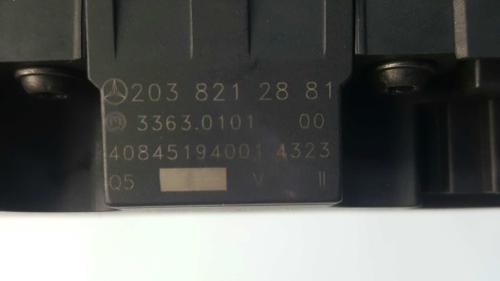 203 821 28 81
M 3363.0101 00
40845194001 4323
Q5 V II